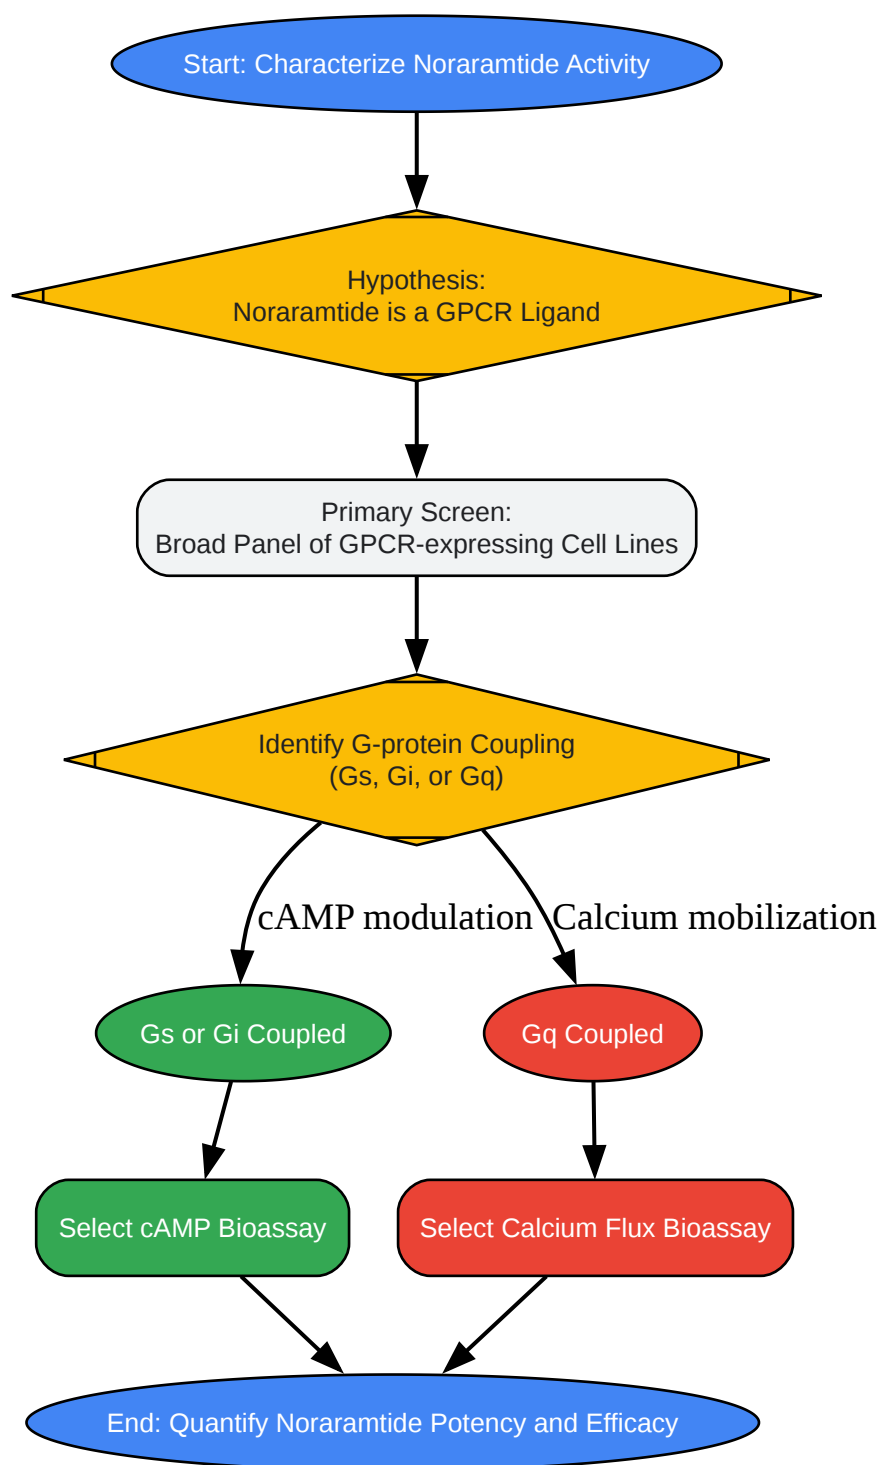 Start: Characterize Noraramtide Activity
Hypothesis:
Noraramtide is a GPCR Ligand
Primary Screen:
Broad Panel of GPCR-expressing Cell Lines
Identify G-protein Coupling
(Gs, Gi, or Gq)
cAMP modulation
Calcium mobilization
Gs or Gi Coupled
Gq Coupled
Select cAMP Bioassay
Select Calcium Flux Bioassay
End: Quantify Noraramtide Potency and Efficacy